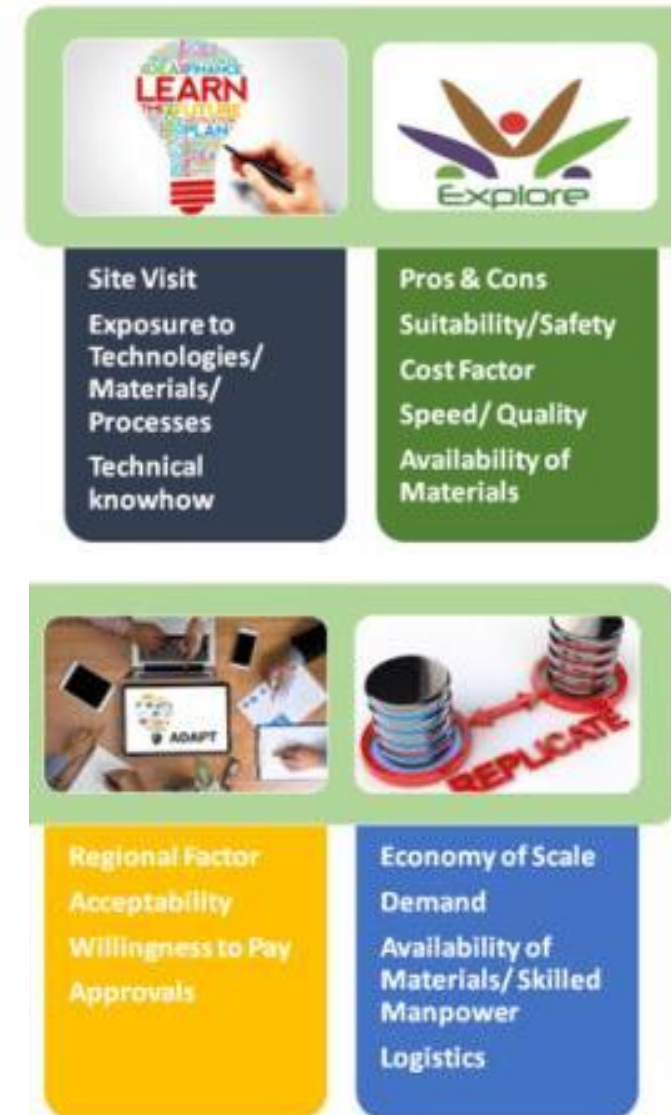 IDEA FINANCE
LEARN
THE FUTURE
PLAN
Explore
Site Visit
Exposure to
Technologies/
Materials/
Processes
Technical
knowhow
Pros & Cons
Suitability/Safety
Cost Factor
Speed/ Quality
Availability of
Materials
ADAPT
REPLICATE
Regional Factor
Acceptability
Willingness to Pay
Approvals
Economy of Scale
Demand
Availability of
Materials/ Skilled
Manpower
Logistics